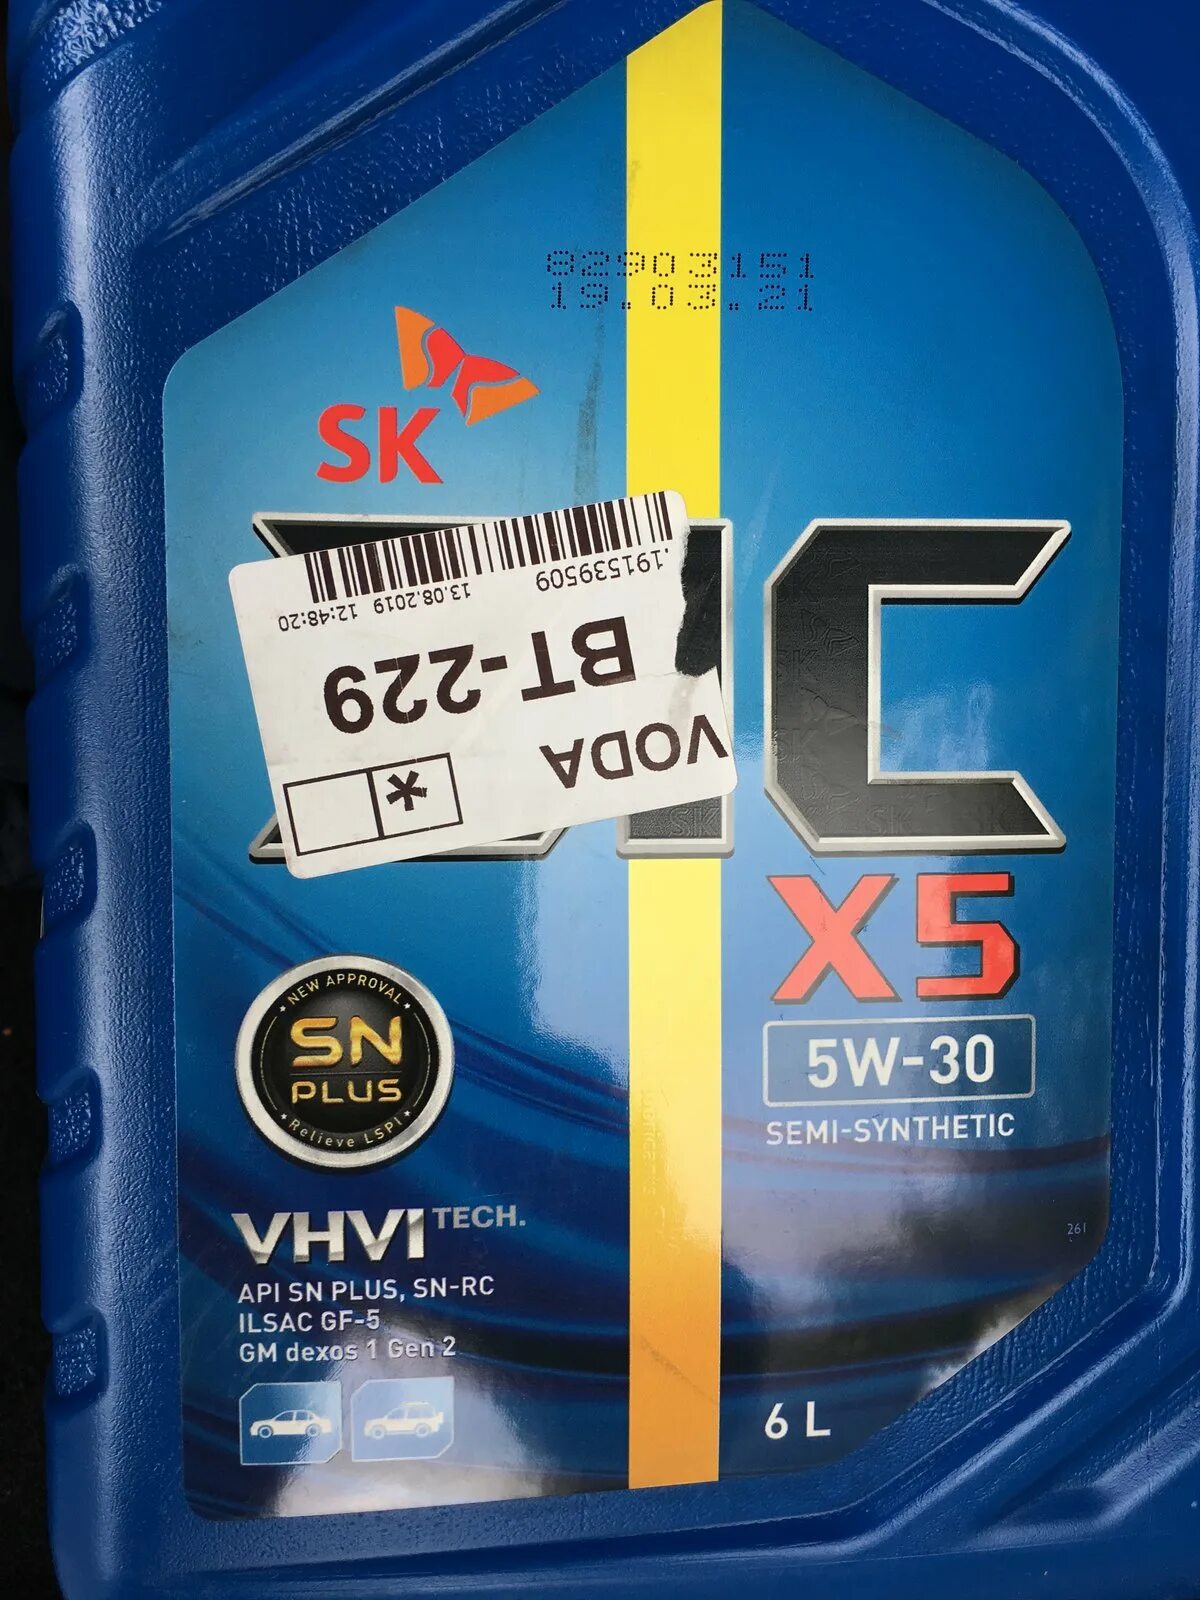 82903151
19.03.21
SK
IC
.191539509
13.08.2019 12:48:20
BT-229
VODA
*
X5
5W-30
SEMI-SYNTHETIC
NEW APPROVAL
SN
PLUS
Relieve LSPI
VHVI TECH.
API SN PLUS, SN-RC
ILSAC GF-5
GM dexos 1 Gen 2
261
6 L